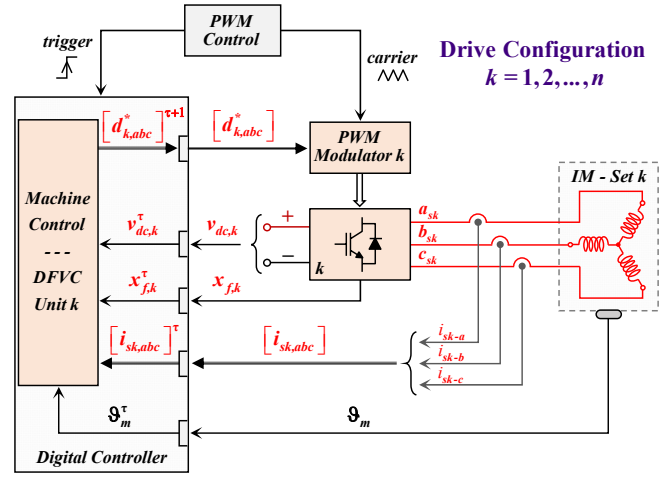 PWM
Control
trigger
carrier
Drive Configuration
k = 1,2,...,n
[d*k,abc]τ+1
[d*k,abc]
PWM
Modulator k
IM - Set k
Machine
Control
---
DFVC
Unit k
vτdc,k
vdc,k
+
−
k
ask
bsk
csk
xτf,k
xf,k
[isk,abc]τ
[isk,abc]
isk-a
isk-b
isk-c
ϑτm
ϑm
Digital Controller